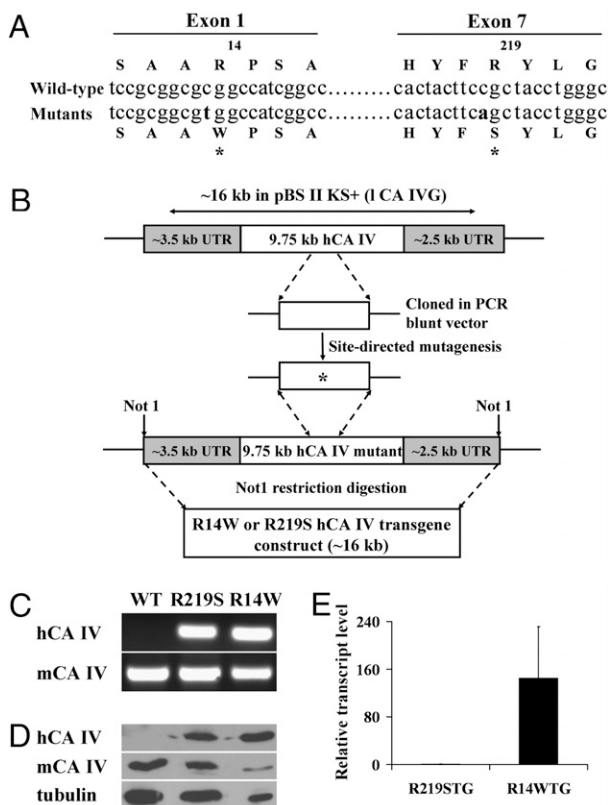 A
Exon 1
Exon 7
14
219
S A A R P S A
H Y F R Y L G
Wild-type tccgcggcgcggccatcggcc.........cactacttccgctacctgggc
Mutants tccgcggcgtggccatcggcc.........cactacttcagctacctgggc
S A A W P S A
H Y F S Y L G
* *
B
~16 kb in pBS II KS+ (l CA IVG)
~3.5 kb UTR
9.75 kb hCA IV
~2.5 kb UTR
Cloned in PCR
blunt vector
Site-directed mutagenesis
*
Not 1
Not 1
~3.5 kb UTR
9.75 kb hCA IV mutant
~2.5 kb UTR
Not1 restriction digestion
R14W or R219S hCA IV transgene
construct (~16 kb)
C
WT R219S R14W
hCA IV
mCA IV
D
hCA IV
mCA IV
tubulin
E
Relative transcript level
240
160
80
0
R219STG
R14WTG